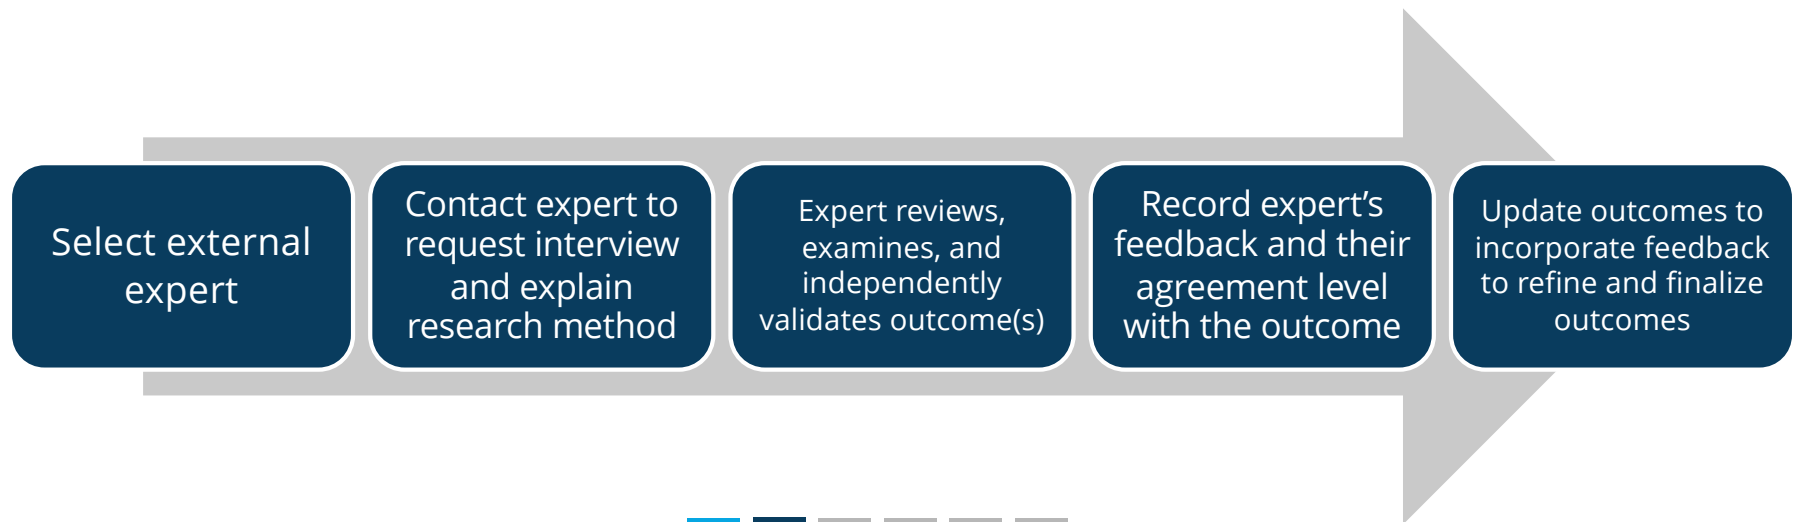 Select external
expert
Contact expert to
request interview
and explain
research method
Expert reviews,
examines, and
independently
validates outcome(s)
Record expert’s
feedback and their
agreement level
with the outcome
Update outcomes to
incorporate feedback
to refine and finalize
outcomes